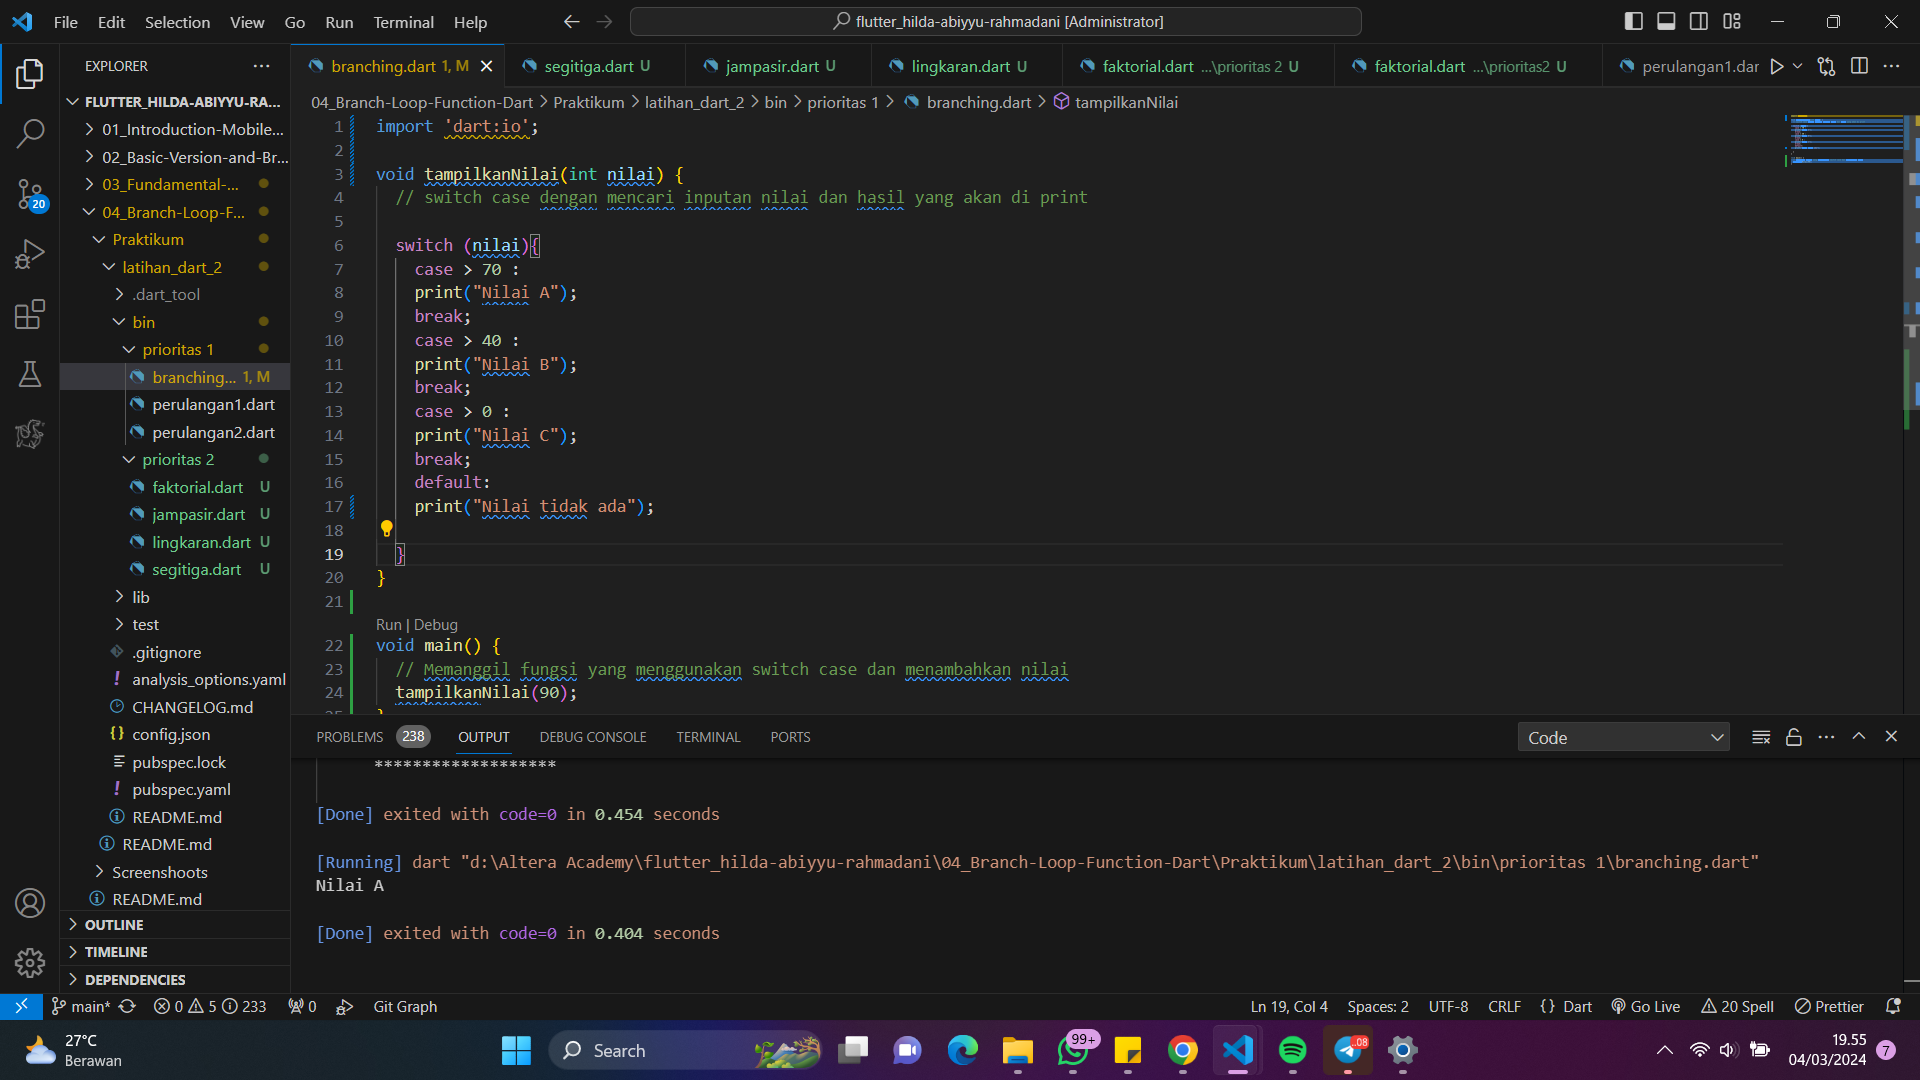 File Edit Selection View Go Run Terminal Help
flutter_hilda-abiyyu-rahmadani [Administrator]
EXPLORER
branching.dart 1, M
segitiga.dart U
jampasir.dart U
lingkaran.dart U
faktorial.dart ...\prioritas 2 U
faktorial.dart ...\prioritas2 U
perulangan1.dar
04_Branch-Loop-Function-Dart > Praktikum > latihan_dart_2 > bin > prioritas 1 > branching.dart > tampilkanNilai
FLUTTER_HILDA-ABIYYU-RA...
01_Introduction-Mobile...
02_Basic-Version-and-Br...
03_Fundamental-...
04_Branch-Loop-F...
Praktikum
latihan_dart_2
.dart_tool
bin
prioritas 1
branching... 1, M
perulangan1.dart
perulangan2.dart
prioritas 2
faktorial.dart U
jampasir.dart U
lingkaran.dart U
segitiga.dart U
lib
test
.gitignore
! analysis_options.yaml
CHANGELOG.md
{} config.json
pubspec.lock
! pubspec.yaml
README.md
README.md
Screenshoots
README.md
OUTLINE
TIMELINE
DEPENDENCIES
20
1 import 'dart:io';
2
3 void tampilkanNilai(int nilai) {
4 // switch case dengan mencari inputan nilai dan hasil yang akan di print
5
6 switch (nilai){
7 case > 70 :
8 print("Nilai A");
9 break;
10 case > 40 :
11 print("Nilai B");
12 break;
13 case > 0 :
14 print("Nilai C");
15 break;
16 default:
17 print("Nilai tidak ada");
18
19 }
20 }
21
Run | Debug
22 void main() {
23 // Memanggil fungsi yang menggunakan switch case dan menambahkan nilai
24 tampilkanNilai(90);
PROBLEMS 238 OUTPUT DEBUG CONSOLE TERMINAL PORTS
Code
*******************
[Done] exited with code=0 in 0.454 seconds
[Running] dart "d:\Altera Academy\flutter_hilda-abiyyu-rahmadani\04_Branch-Loop-Function-Dart\Praktikum\latihan_dart_2\bin\prioritas 1\branching.dart"
Nilai A
[Done] exited with code=0 in 0.404 seconds
main* 0 5 233 0 Git Graph
Ln 19, Col 4 Spaces: 2 UTF-8 CRLF {} Dart Go Live 20 Spell Prettier
27°C
Berawan
Search
99+
.08
19.55
04/03/2024
7